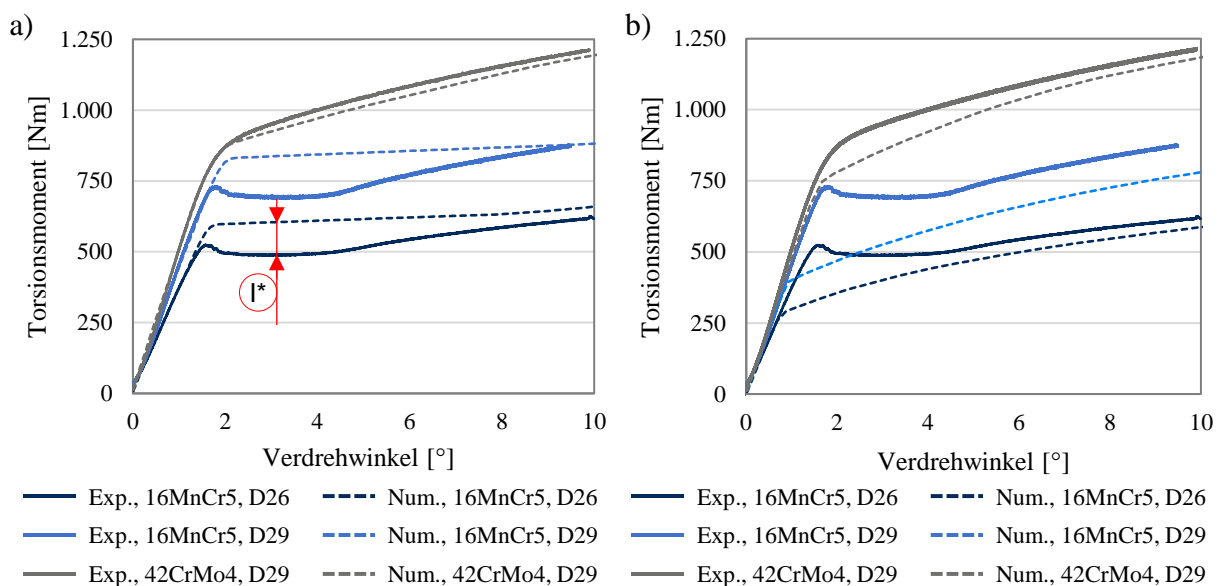 a)
Torsionsmoment [Nm]
1.250
1.000
750
500
250
0
I*
0 2 4 6 8 10
Verdrehwinkel [°]
Exp., 16MnCr5, D26 Num., 16MnCr5, D26
Exp., 16MnCr5, D29 Num., 16MnCr5, D29
Exp., 42CrMo4, D29 Num., 42CrMo4, D29
b)
Torsionsmoment [Nm]
1.250
1.000
750
500
250
0
0 2 4 6 8 10
Verdrehwinkel [°]
Exp., 16MnCr5, D26 Num., 16MnCr5, D26
Exp., 16MnCr5, D29 Num., 16MnCr5, D29
Exp., 42CrMo4, D29 Num., 42CrMo4, D29